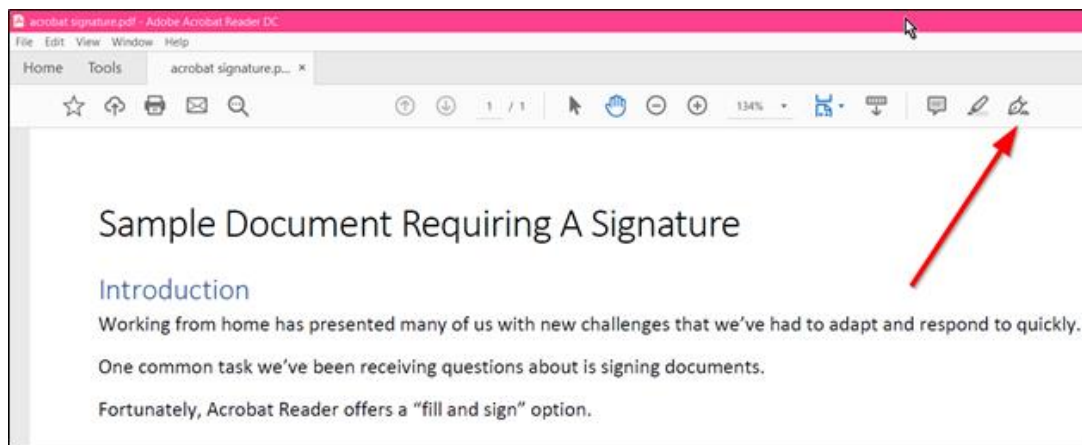 acrobat signature.pdf - Adobe Acrobat Reader DC
File Edit View Window Help
Home Tools acrobat signature.p... ×
1 / 1 134%
Sample Document Requiring A Signature
Introduction
Working from home has presented many of us with new challenges that we’ve had to adapt and respond to quickly.
One common task we’ve been receiving questions about is signing documents.
Fortunately, Acrobat Reader offers a “fill and sign” option.